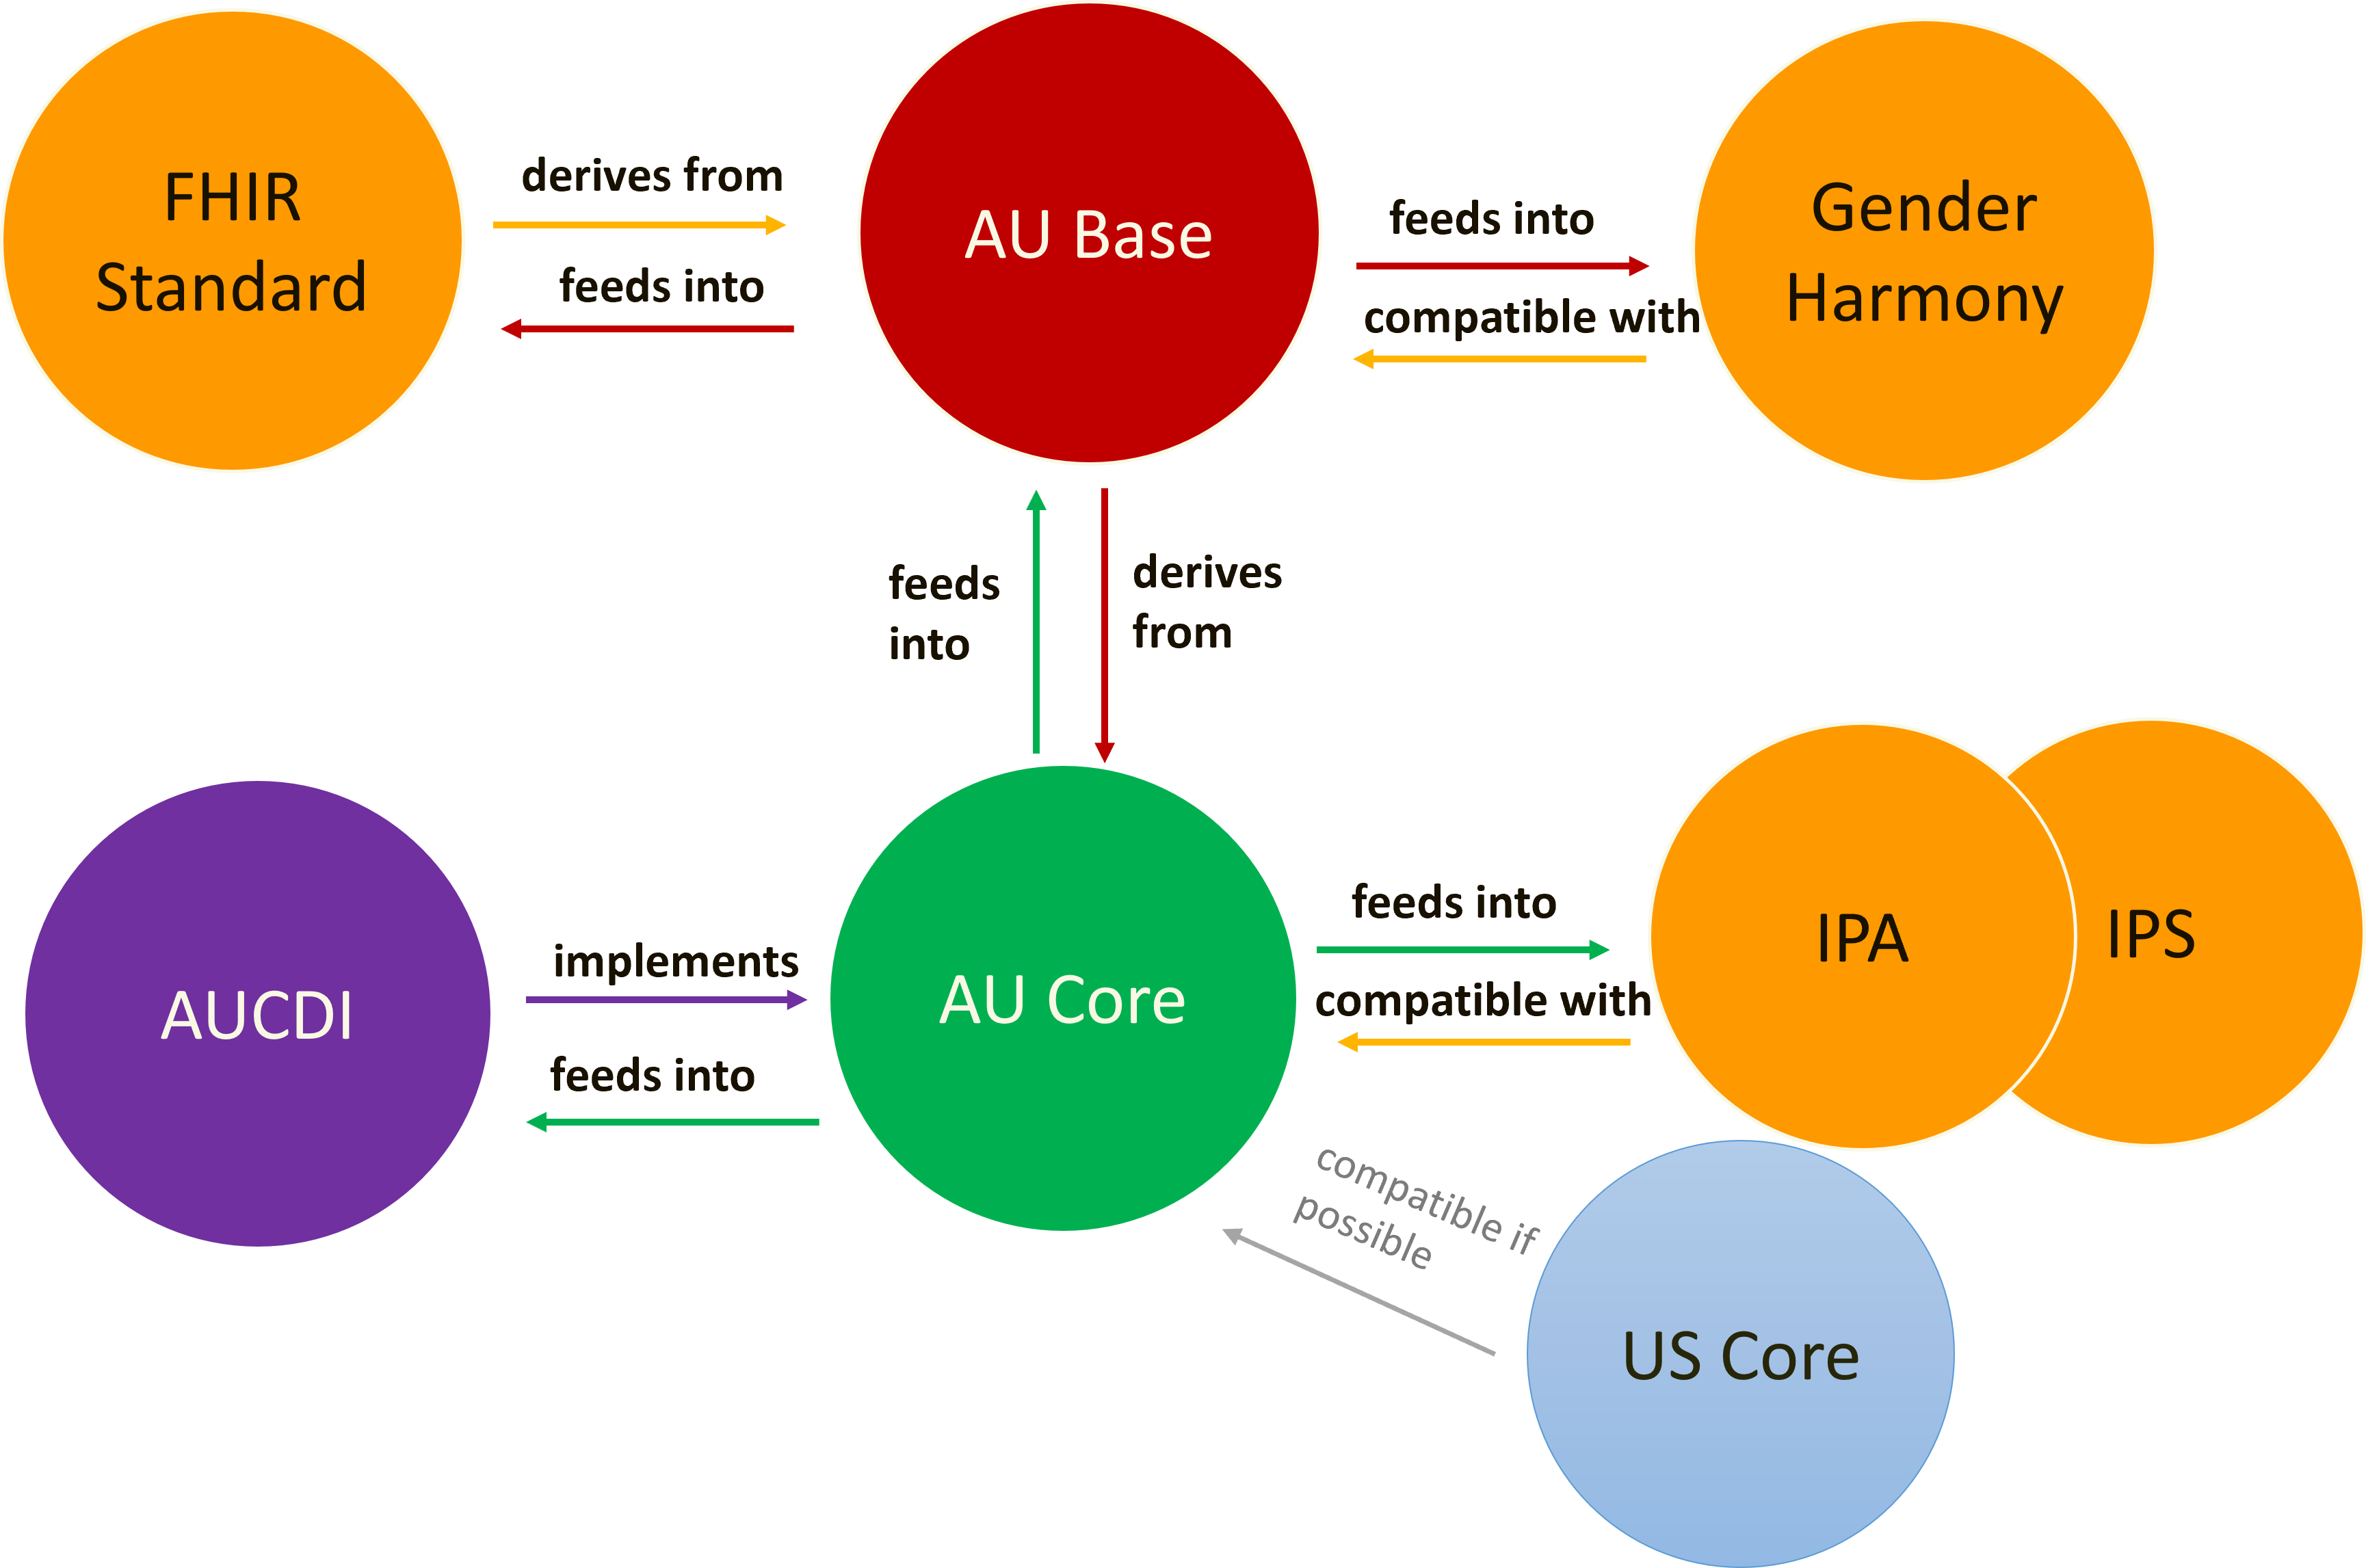 FHIR
Standard
derives from
feeds into
AU Base
feeds into
compatible with
Gender
Harmony
feeds
into
derives
from
AUCDI
implements
feeds into
AU Core
feeds into
compatible with
IPA
IPS
compatible if
possible
US Core